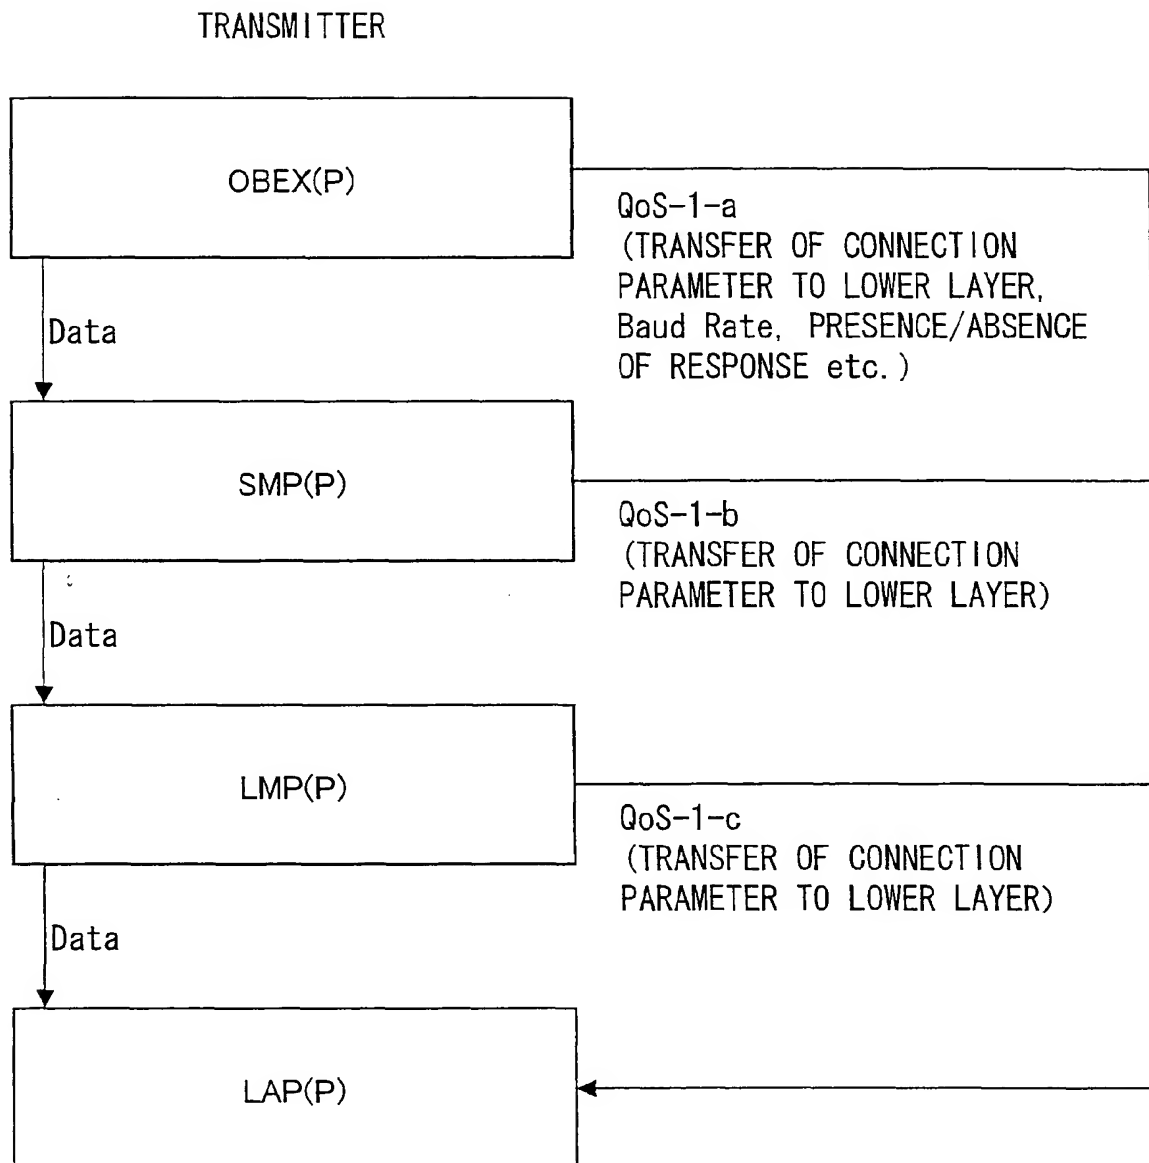 TRANSMITTER
OBEX(P)
QoS-1-a
(TRANSFER OF CONNECTION
PARAMETER TO LOWER LAYER,
Baud Rate, PRESENCE/ABSENCE
OF RESPONSE etc.)
Data
SMP(P)
QoS-1-b
(TRANSFER OF CONNECTION
PARAMETER TO LOWER LAYER)
Data
LMP(P)
QoS-1-c
(TRANSFER OF CONNECTION
PARAMETER TO LOWER LAYER)
Data
LAP(P)